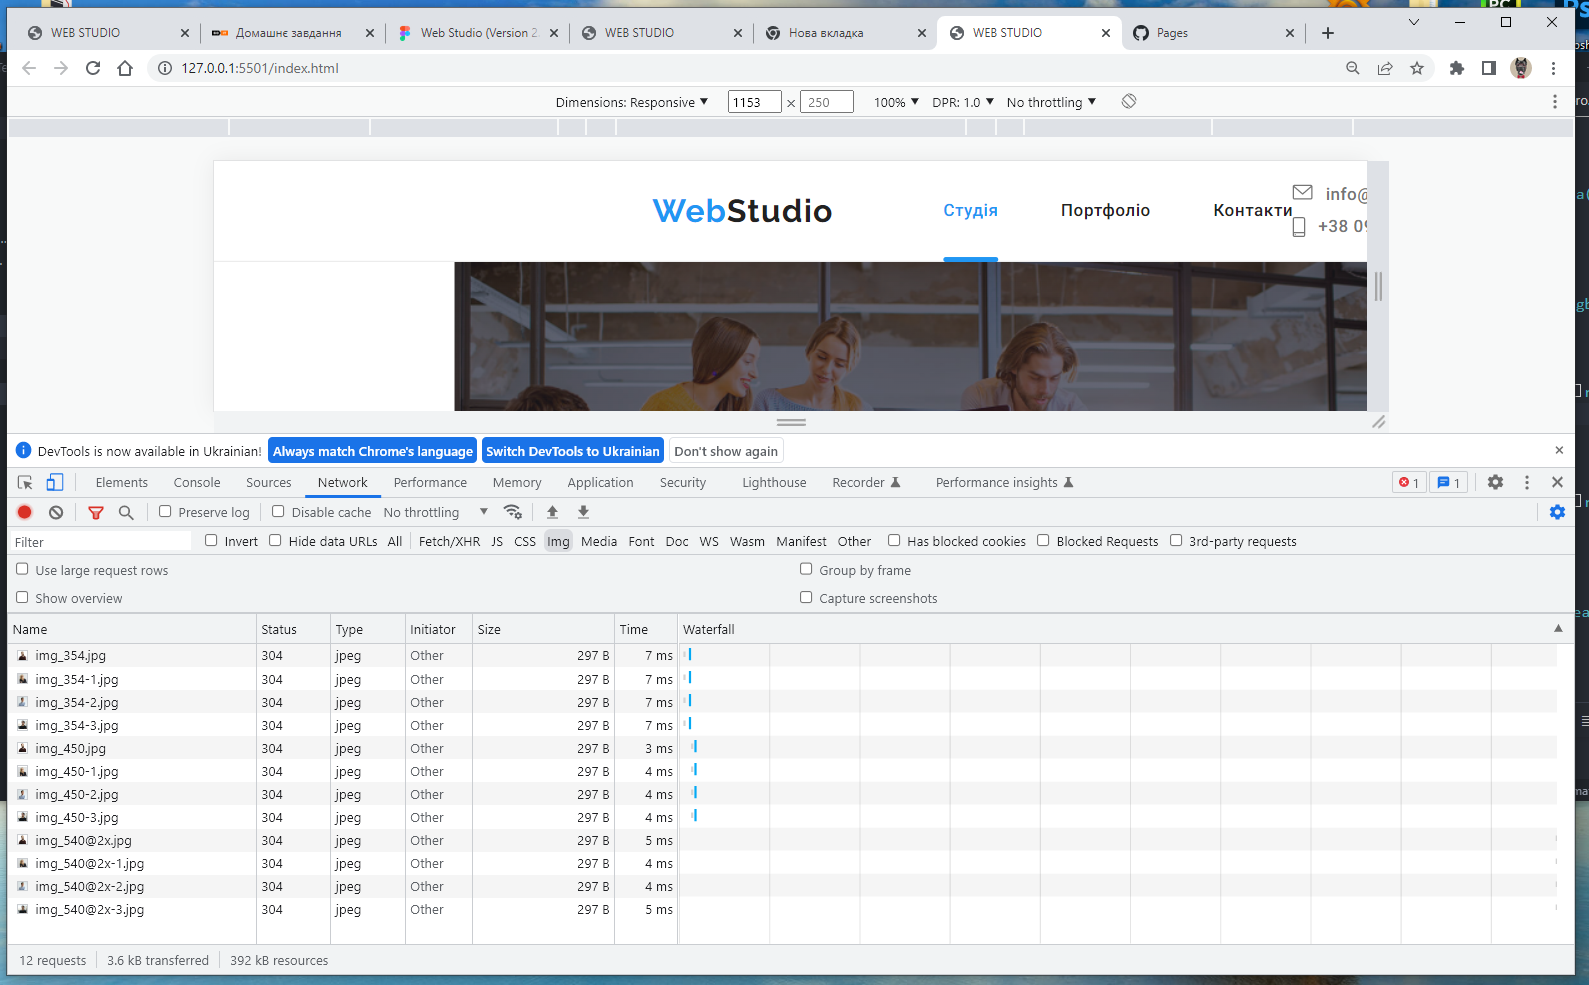 WEB STUDIO
Домашнє завдання
Web Studio (Version 2.
WEB STUDIO
Нова вкладка
WEB STUDIO
Pages
127.0.0.1:5501/index.html
Dimensions: Responsive ▼ 1153 × 250 100% ▼ DPR: 1.0 ▼ No throttling ▼
WebStudio
Студія
Портфоліо
Контакти
info@
+38 09
DevTools is now available in Ukrainian! Always match Chrome's language Switch DevTools to Ukrainian Don't show again
Elements Console Sources Network Performance Memory Application Security Lighthouse Recorder Performance insights 1 1
Preserve log Disable cache No throttling
Filter Invert Hide data URLs All Fetch/XHR JS CSS Img Media Font Doc WS Wasm Manifest Other Has blocked cookies Blocked Requests 3rd-party requests
Use large request rows Group by frame
Show overview Capture screenshots
Name Status Type Initiator Size Time Waterfall
img_354.jpg 304 jpeg Other 297 B 7 ms
img_354-1.jpg 304 jpeg Other 297 B 7 ms
img_354-2.jpg 304 jpeg Other 297 B 7 ms
img_354-3.jpg 304 jpeg Other 297 B 7 ms
img_450.jpg 304 jpeg Other 297 B 3 ms
img_450-1.jpg 304 jpeg Other 297 B 4 ms
img_450-2.jpg 304 jpeg Other 297 B 4 ms
img_450-3.jpg 304 jpeg Other 297 B 4 ms
img_540@2x.jpg 304 jpeg Other 297 B 5 ms
img_540@2x-1.jpg 304 jpeg Other 297 B 4 ms
img_540@2x-2.jpg 304 jpeg Other 297 B 4 ms
img_540@2x-3.jpg 304 jpeg Other 297 B 5 ms
12 requests 3.6 kB transferred 392 kB resources